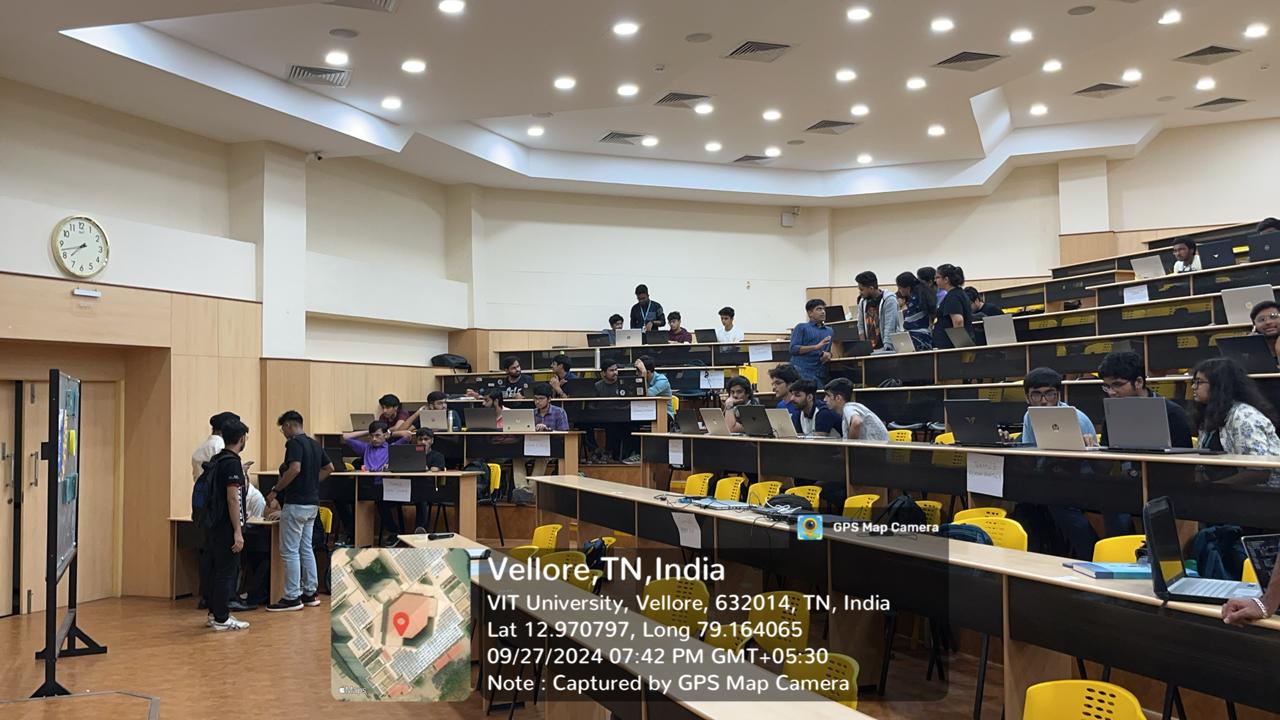 GPS Map Camera
Vellore,TN,India
VIT University, Vellore, 632014, TN, India
Lat 12.970797, Long 79.164065
09/27/2024 07:42 PM GMT+05:30
Note : Captured by GPS Map Camera
Maps